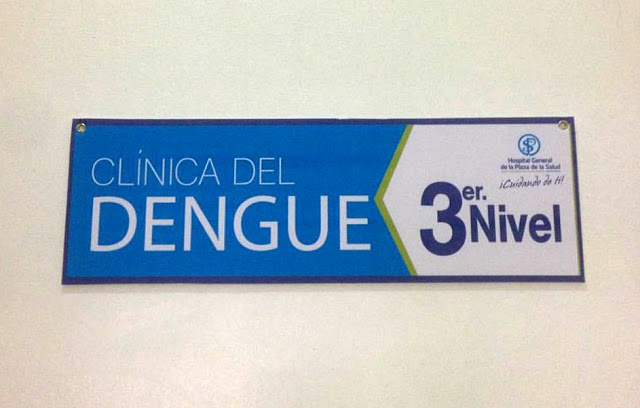 CLÍNICA DEL
DENGUE
Hospital General
de la Plaza de la Salud
¡Cuidando de ti!
3er. Nivel